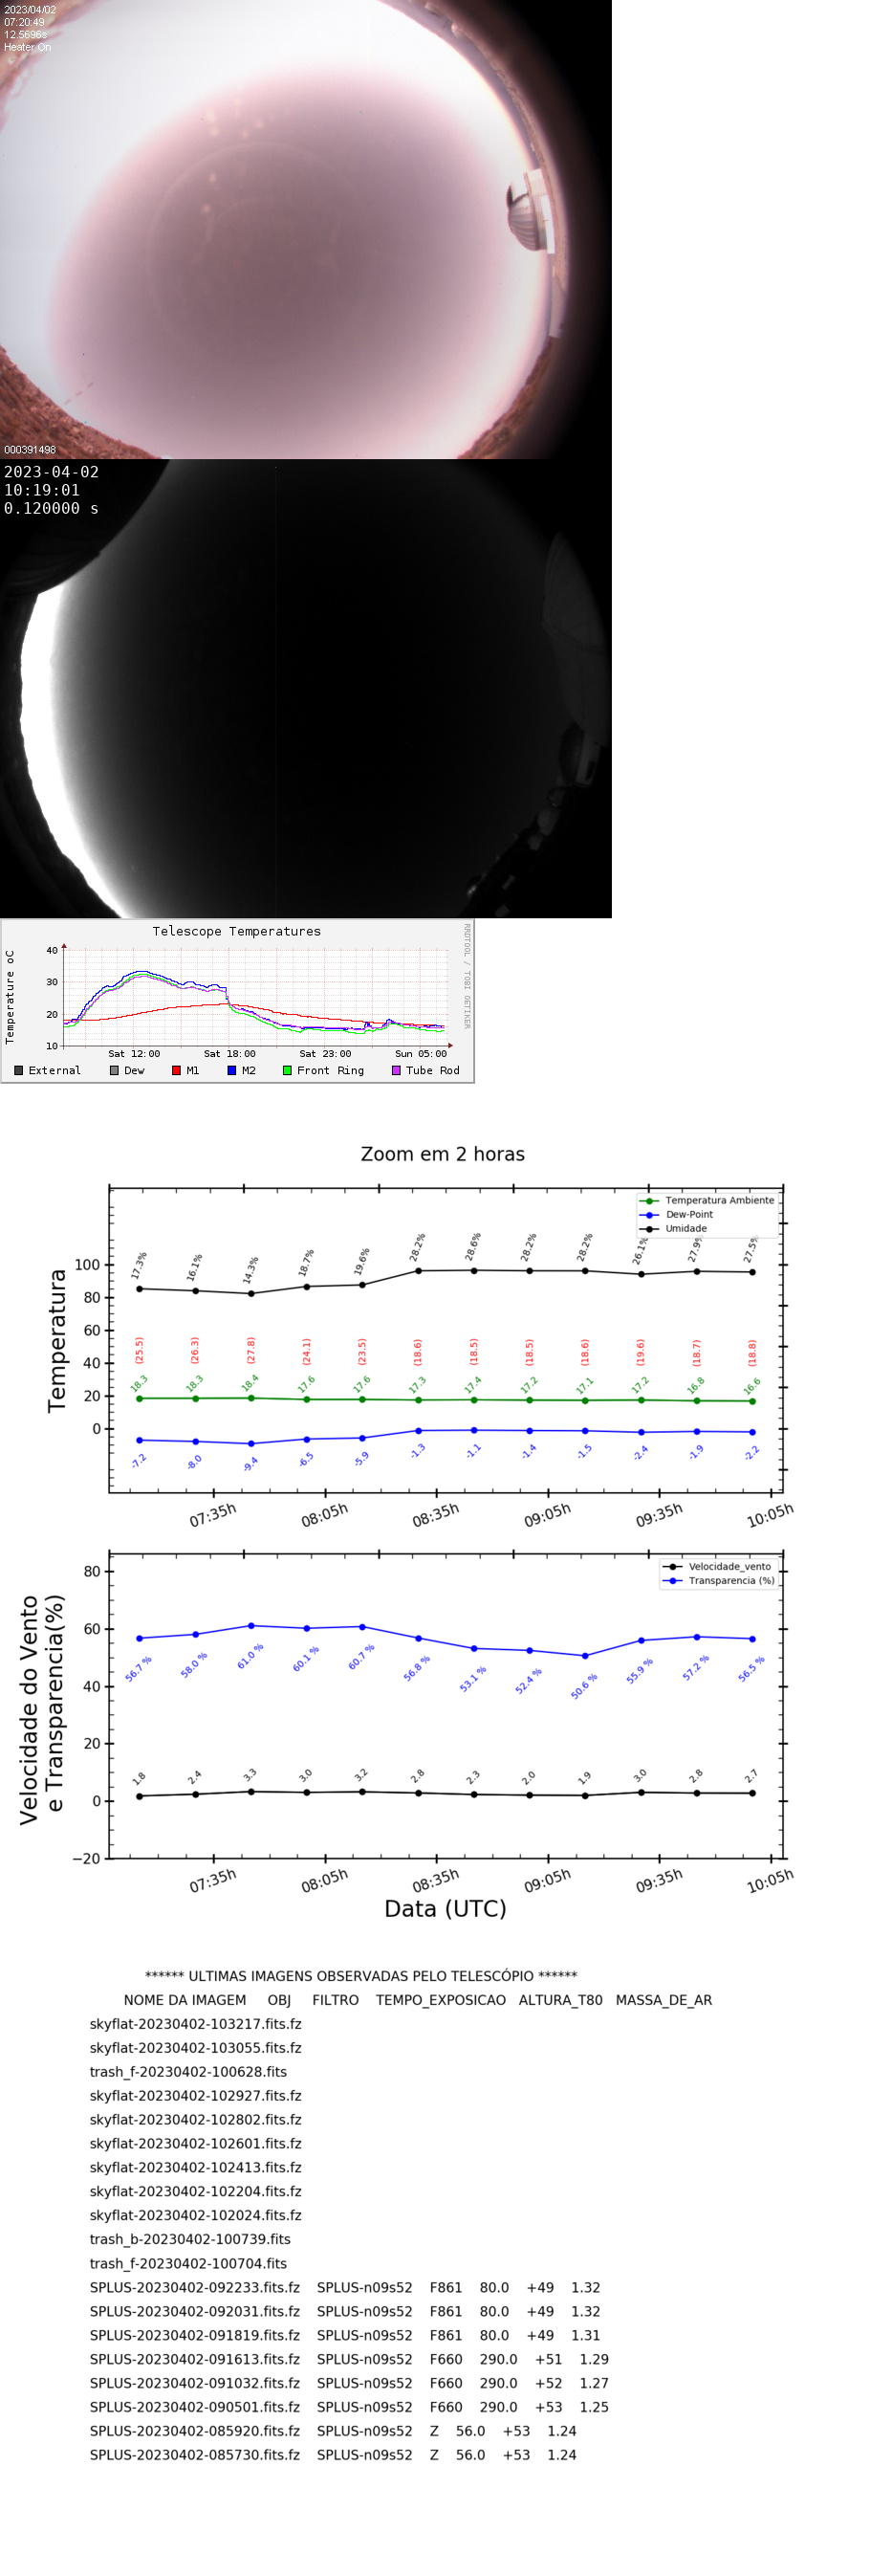 2023/04/02
07:20:49
12.5696s
Heater On
000391498
2023-04-02
10:19:01
0.120000 s
Telescope Temperatures
RRDTOOL / TOBI OETIKER
Temperature oC
40
30
20
10
Sat 12:00 Sat 18:00 Sat 23:00 Sun 05:00
External Dew M1 M2 Front Ring Tube Rod
Zoom em 2 horas
Temperatura Ambiente
Dew-Point
Umidade
Temperatura
100
80
60
40
20
0
17.3% 16.1% 14.3% 18.7% 19.6% 28.2% 28.6% 28.2% 28.2% 26.1% 27.9% 27.5%
(25.5) (26.3) (27.8) (24.1) (23.5) (18.6) (18.5) (18.5) (18.6) (19.6) (18.7) (18.8)
18.3 18.3 18.4 17.6 17.6 17.3 17.4 17.2 17.1 17.2 16.8 16.6
-7.2 -8.0 -9.4 -6.5 -5.9 -1.3 -1.1 -1.4 -1.5 -2.4 -1.9 -2.2
07:35h 08:05h 08:35h 09:05h 09:35h 10:05h
Velocidade_vento
Transparencia (%)
Velocidade do Vento
e Transparencia(%)
80
60
40
20
0
−20
56.7 % 58.0 % 61.0 % 60.1 % 60.7 % 56.8 % 53.1 % 52.4 % 50.6 % 55.9 % 57.2 % 56.5 %
1.8 2.4 3.3 3.0 3.2 2.8 2.3 2.0 1.9 3.0 2.8 2.7
07:35h 08:05h 08:35h 09:05h 09:35h 10:05h
Data (UTC)
****** ULTIMAS IMAGENS OBSERVADAS PELO TELESCÓPIO ******
NOME DA IMAGEM OBJ FILTRO TEMPO_EXPOSICAO ALTURA_T80 MASSA_DE_AR
skyflat-20230402-103217.fits.fz
skyflat-20230402-103055.fits.fz
trash_f-20230402-100628.fits
skyflat-20230402-102927.fits.fz
skyflat-20230402-102802.fits.fz
skyflat-20230402-102601.fits.fz
skyflat-20230402-102413.fits.fz
skyflat-20230402-102204.fits.fz
skyflat-20230402-102024.fits.fz
trash_b-20230402-100739.fits
trash_f-20230402-100704.fits
SPLUS-20230402-092233.fits.fz SPLUS-n09s52 F861 80.0 +49 1.32
SPLUS-20230402-092031.fits.fz SPLUS-n09s52 F861 80.0 +49 1.32
SPLUS-20230402-091819.fits.fz SPLUS-n09s52 F861 80.0 +49 1.31
SPLUS-20230402-091613.fits.fz SPLUS-n09s52 F660 290.0 +51 1.29
SPLUS-20230402-091032.fits.fz SPLUS-n09s52 F660 290.0 +52 1.27
SPLUS-20230402-090501.fits.fz SPLUS-n09s52 F660 290.0 +53 1.25
SPLUS-20230402-085920.fits.fz SPLUS-n09s52 Z 56.0 +53 1.24
SPLUS-20230402-085730.fits.fz SPLUS-n09s52 Z 56.0 +53 1.24